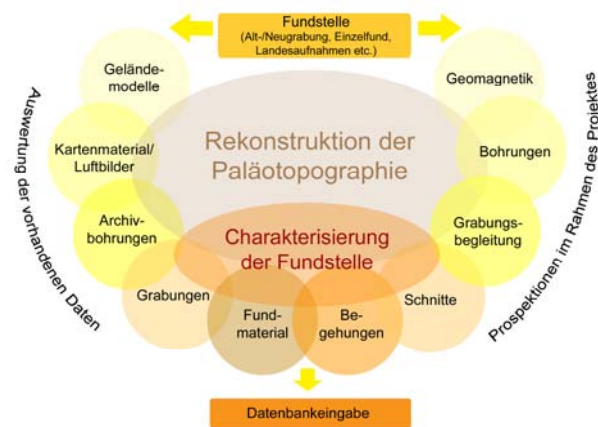 Fundstelle
(Alt-/Neugrabung, Einzelfund,
Landesaufnahmen etc.)
Gelände-
modelle
Geomagnetik
Kartenmaterial/
Luftbilder
Rekonstruktion der
Paläotopographie
Bohrungen
Archiv-
bohrungen
Charakterisierung
der Fundstelle
Grabungs-
begleitung
Grabungen
Fund-
material
Be-
gehungen
Schnitte
Auswertung der vorhandenen Daten
Prospektionen im Rahmen des Projektes
Datenbankeingabe